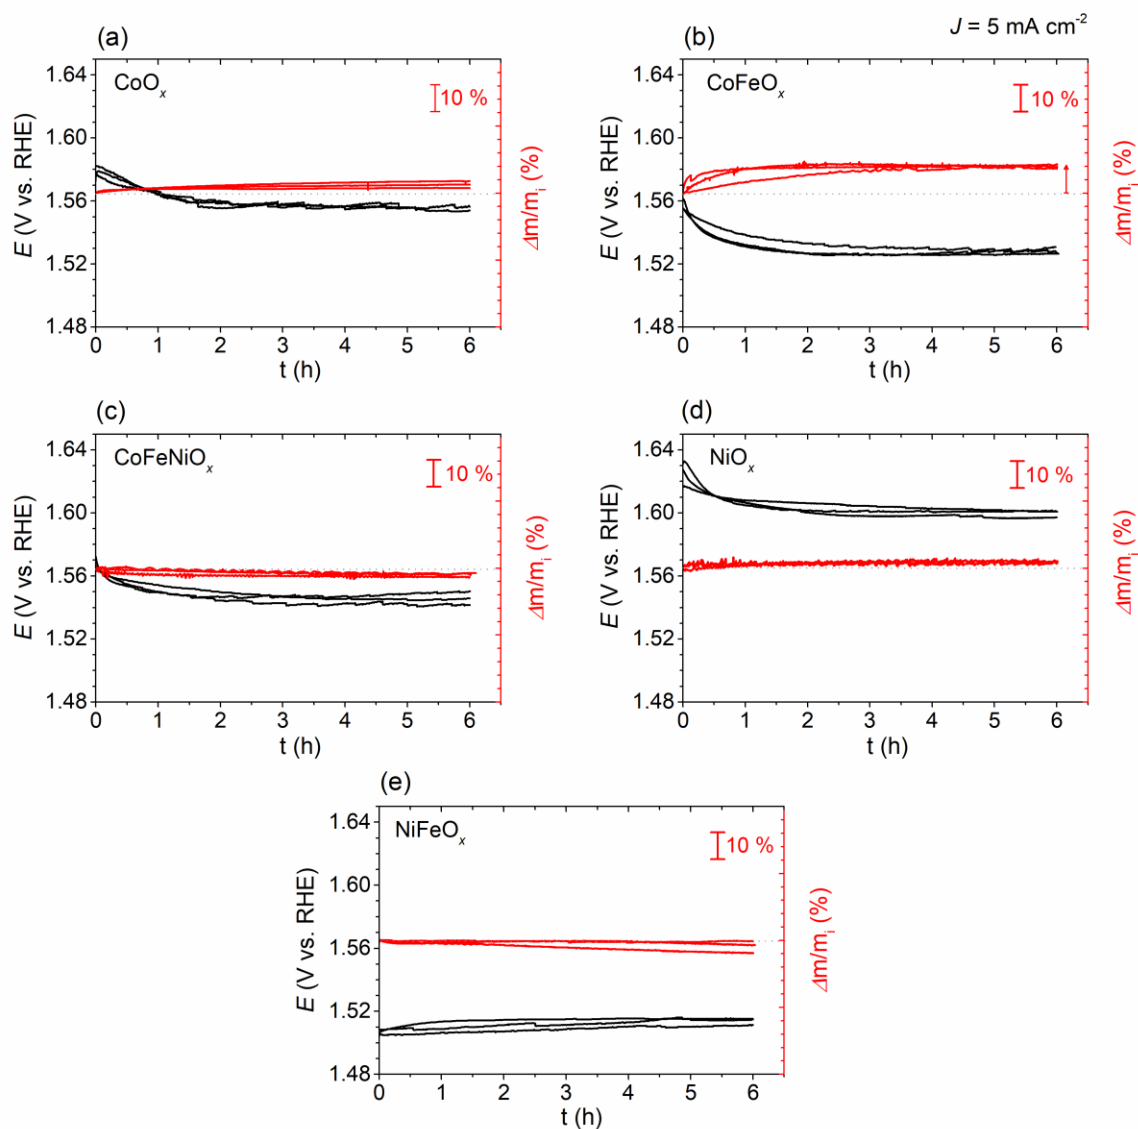 J = 5 mA cm⁻²
(a)
CoOₓ
10 %
E (V vs. RHE)
1.64
1.60
1.56
1.52
1.48
0 1 2 3 4 5 6
t (h)
Δm/mᵢ (%)
(b)
CoFeOₓ
10 %
E (V vs. RHE)
1.64
1.60
1.56
1.52
1.48
0 1 2 3 4 5 6
t (h)
Δm/mᵢ (%)
(c)
CoFeNiOₓ
10 %
E (V vs. RHE)
1.64
1.60
1.56
1.52
1.48
0 1 2 3 4 5 6
t (h)
Δm/mᵢ (%)
(d)
NiOₓ
10 %
E (V vs. RHE)
1.64
1.60
1.56
1.52
1.48
0 1 2 3 4 5 6
t (h)
Δm/mᵢ (%)
(e)
NiFeOₓ
10 %
E (V vs. RHE)
1.64
1.60
1.56
1.52
1.48
0 1 2 3 4 5 6
t (h)
Δm/mᵢ (%)